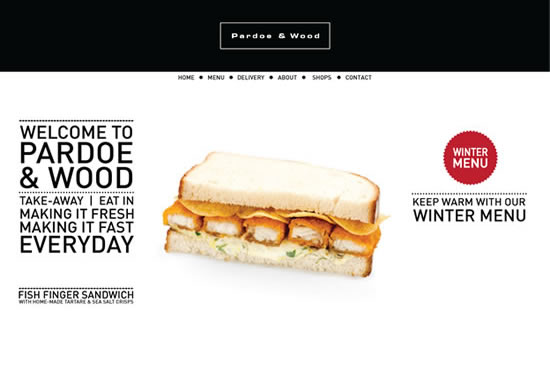 Pardoe & Wood
HOME ● MENU ● DELIVERY ● ABOUT ● SHOPS ● CONTACT
WELCOME TO
PARDOE
& WOOD
TAKE-AWAY | EAT IN
MAKING IT FRESH
MAKING IT FAST
EVERYDAY
FISH FINGER SANDWICH
WITH HOME-MADE TARTARE & SEA SALT CRISPS
WINTER
MENU
KEEP WARM WITH OUR
WINTER MENU